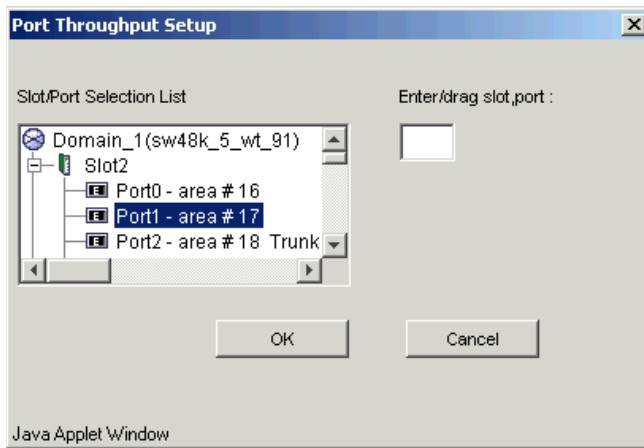 Port Throughput Setup
Slot/Port Selection List
Enter/drag slot,port :
Domain_1(sw48k_5_wt_91)
Slot2
Port0 - area # 16
Port1 - area # 17
Port2 - area # 18 Trunk
OK
Cancel
Java Applet Window